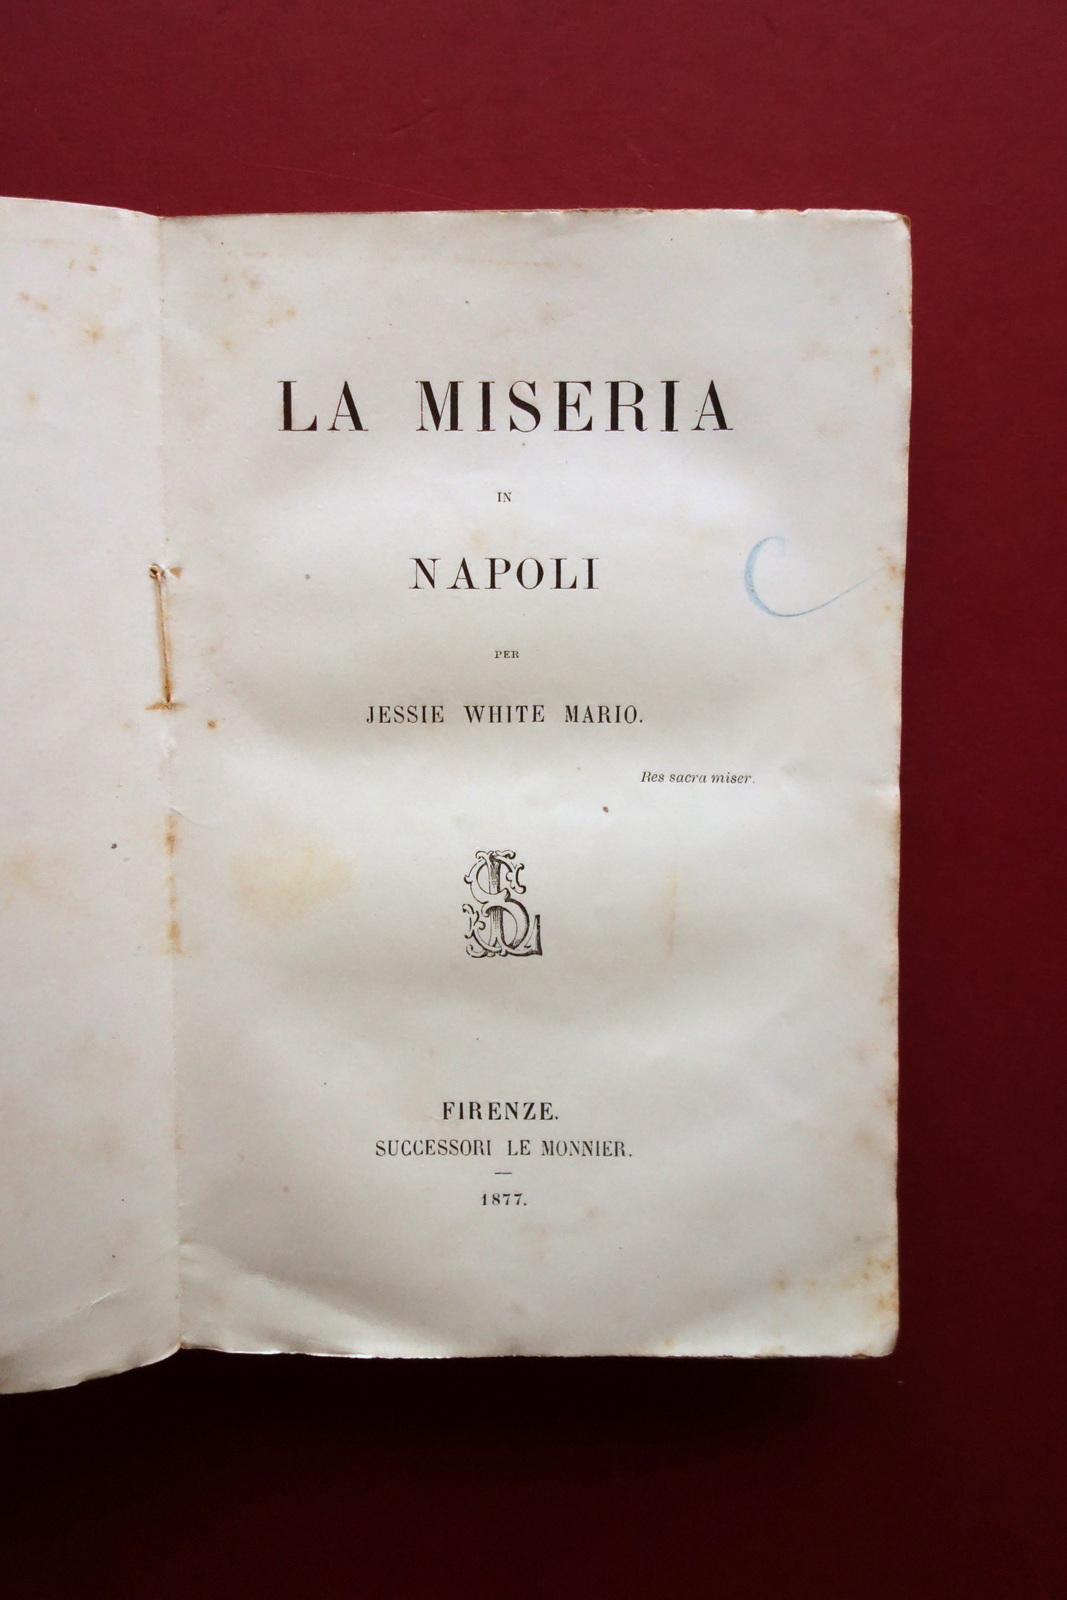 LA MISERIA
IN
NAPOLI
PER
JESSIE WHITE MARIO.
Res sacra miser.
FIRENZE.
SUCCESSORI LE MONNIER.
1877.